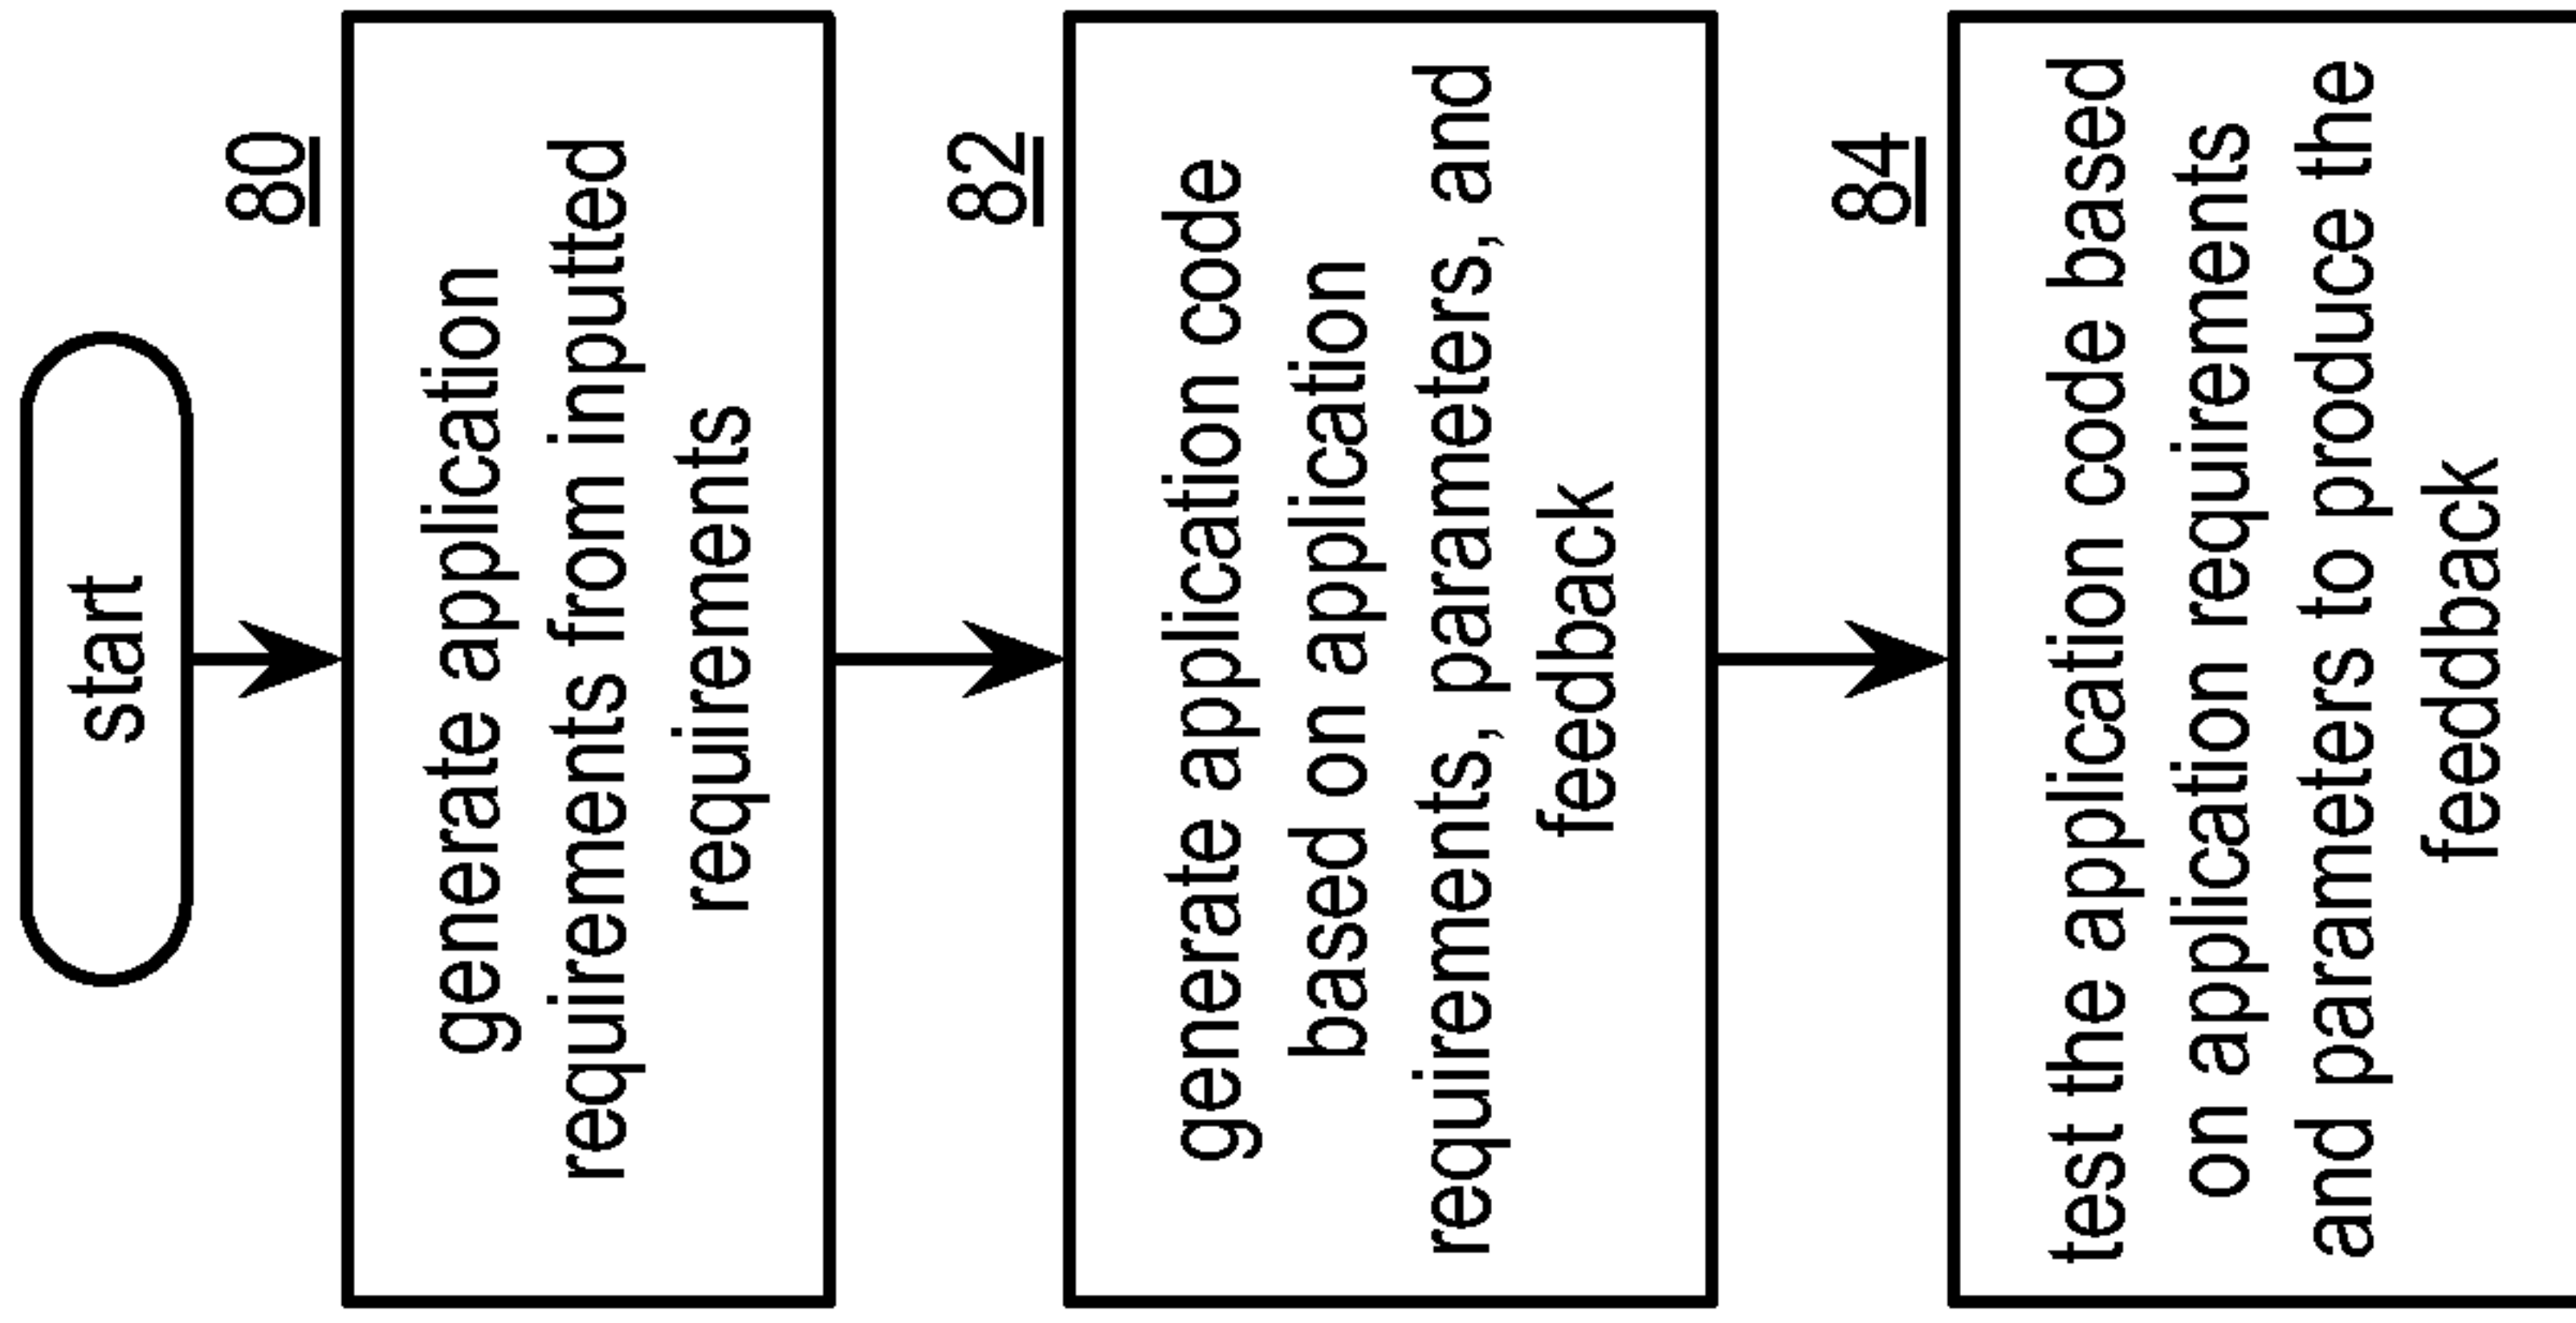 start
80
generate application
requirements from inputted
requirements
82
generate application code
based on application
requirements, parameters, and
feedback
84
test the application code based
on application requirements
and parameters to produce the
feeddback